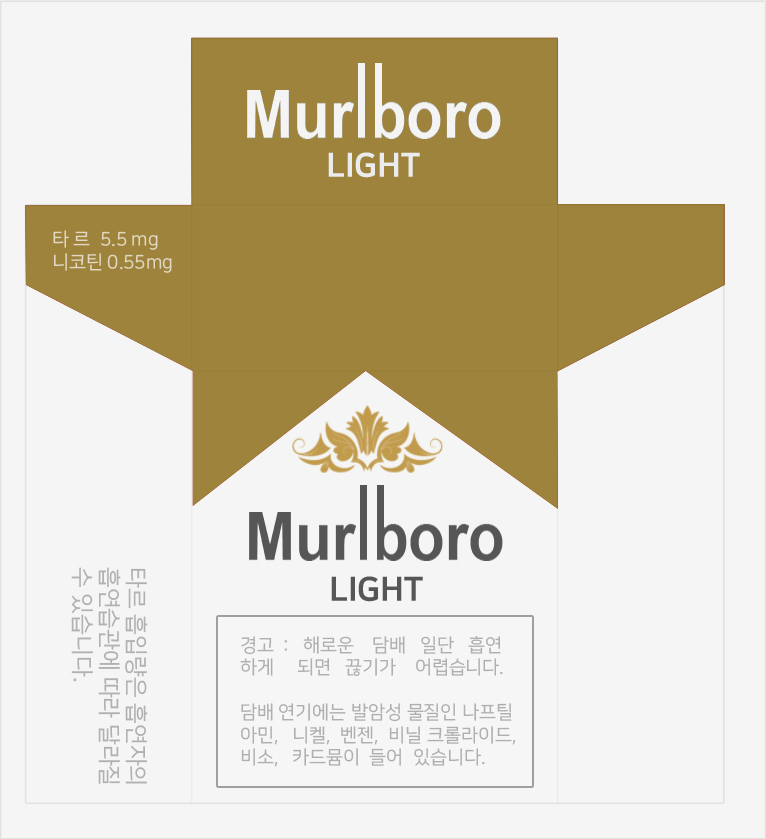 Murlboro
LIGHT
타르 5.5mg
니코틴 0.55mg
Murlboro
LIGHT
경고 : 해로운 담배 일단 흡연
하게 되면 끊기가 어렵습니다.
담배 연기에는 발암성 물질인 나프틸
아민, 니켈, 벤젠, 비닐 크롤라이드,
비소, 카드뮴이 들어 있습니다.
타르 흡입량은 흡연자의
흡연습관에 따라 달라질
수 있습니다.